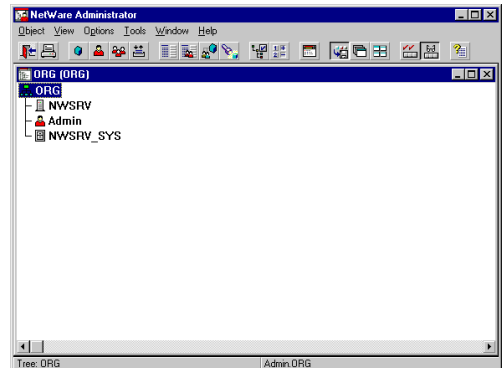 NetWare Administrator
Object View Options Tools Window Help
ORG (ORG)
ORG
NWSRV
Admin
NWSRV_SYS
Tree: ORG Admin.ORG